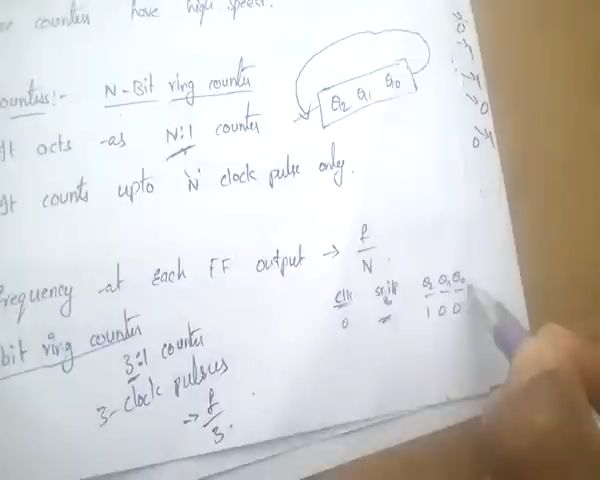 counters have high speed.
counters:- N-Bit ring counter
Q2 Q1 Q0
It acts as N:1 counter
It counts upto 'N' clock pulse only.
Frequency at each FF output → f/N.
Clk Q2 Q1 Q0
0 1 0 0
bit ring counter
3:1 counter
3-clock pulses
→ f/3.